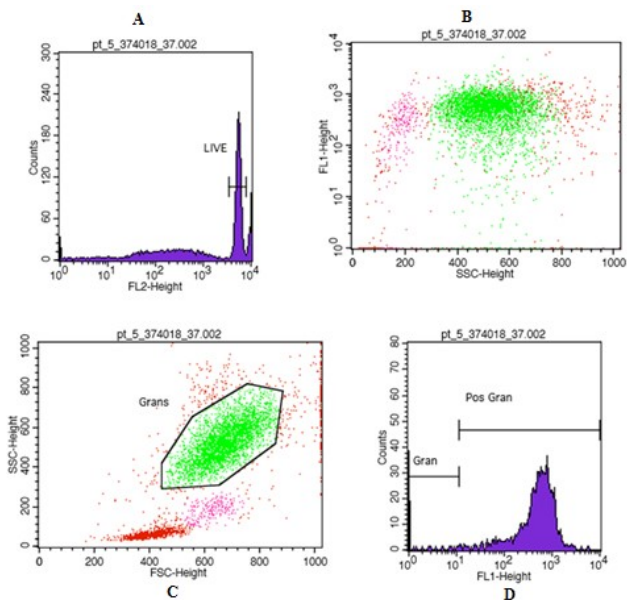 A
pt_5_374018_37.002
300
240
180
120
60
0
Counts
LIVE
10^0 10^1 10^2 10^3 10^4
FL2-Height
B
pt_5_374018_37.002
10^4
10^3
10^2
10^1
10^0
FL1-Height
0 200 400 600 800 1000
SSC-Height
pt_5_374018_37.002
1000
800
600
400
200
0
SSC-Height
Grans
0 200 400 600 800 1000
FSC-Height
C
pt_5_374018_37.002
80
70
60
50
40
30
20
10
0
Counts
Pos Gran
Gran
10^0 10^1 10^2 10^3 10^4
FL1-Height
D